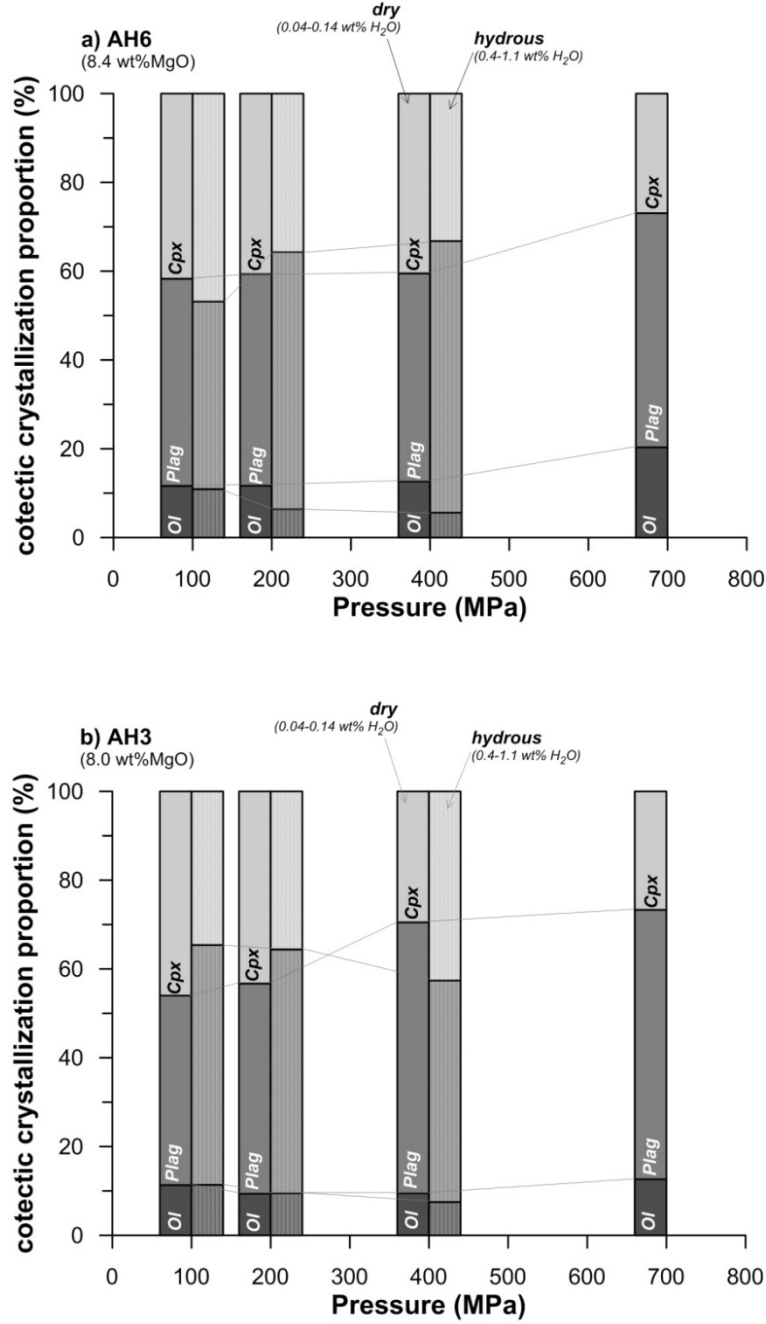 dry
(0.04-0.14 wt% H₂O)
a) AH6
(8.4 wt%MgO)
hydrous
(0.4-1.1 wt% H₂O)
cotectic crystallization proportion (%)
100
80
60
40
20
0
Cpx
Cpx
Cpx
Cpx
Plag
Plag
Plag
Plag
Ol
Ol
Ol
Ol
0 100 200 300 400 500 600 700 800
Pressure (MPa)
dry
(0.04-0.14 wt% H₂O)
b) AH3
(8.0 wt%MgO)
hydrous
(0.4-1.1 wt% H₂O)
cotectic crystallization proportion (%)
100
80
60
40
20
0
Cpx
Cpx
Cpx
Cpx
Plag
Plag
Plag
Plag
Ol
Ol
Ol
Ol
0 100 200 300 400 500 600 700 800
Pressure (MPa)